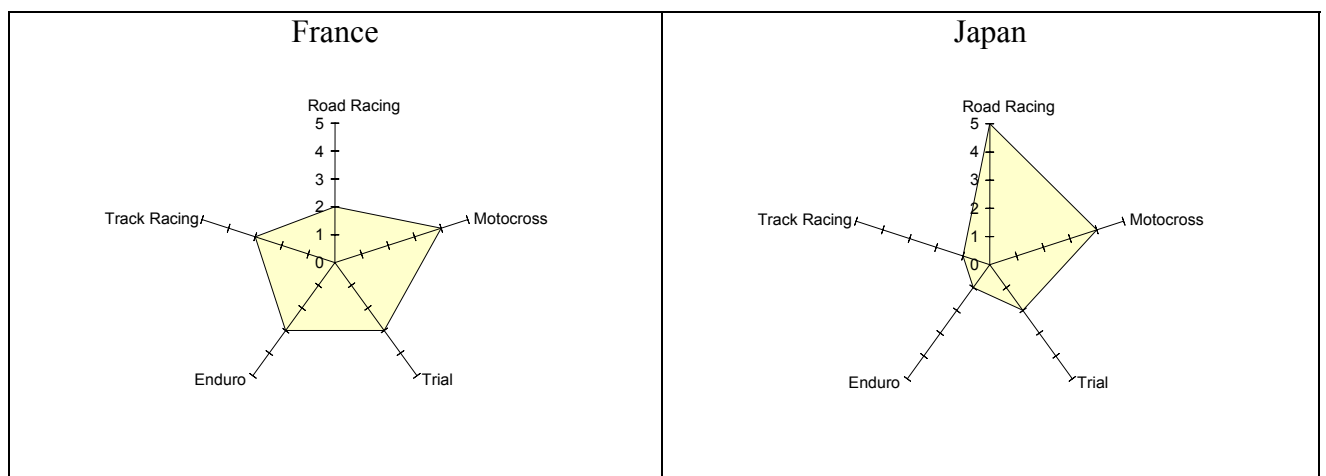 France
Road Racing
5
4
3
2
1
0
Track Racing
Motocross
Enduro
Trial
Japan
Road Racing
5
4
3
2
1
0
Track Racing
Motocross
Enduro
Trial